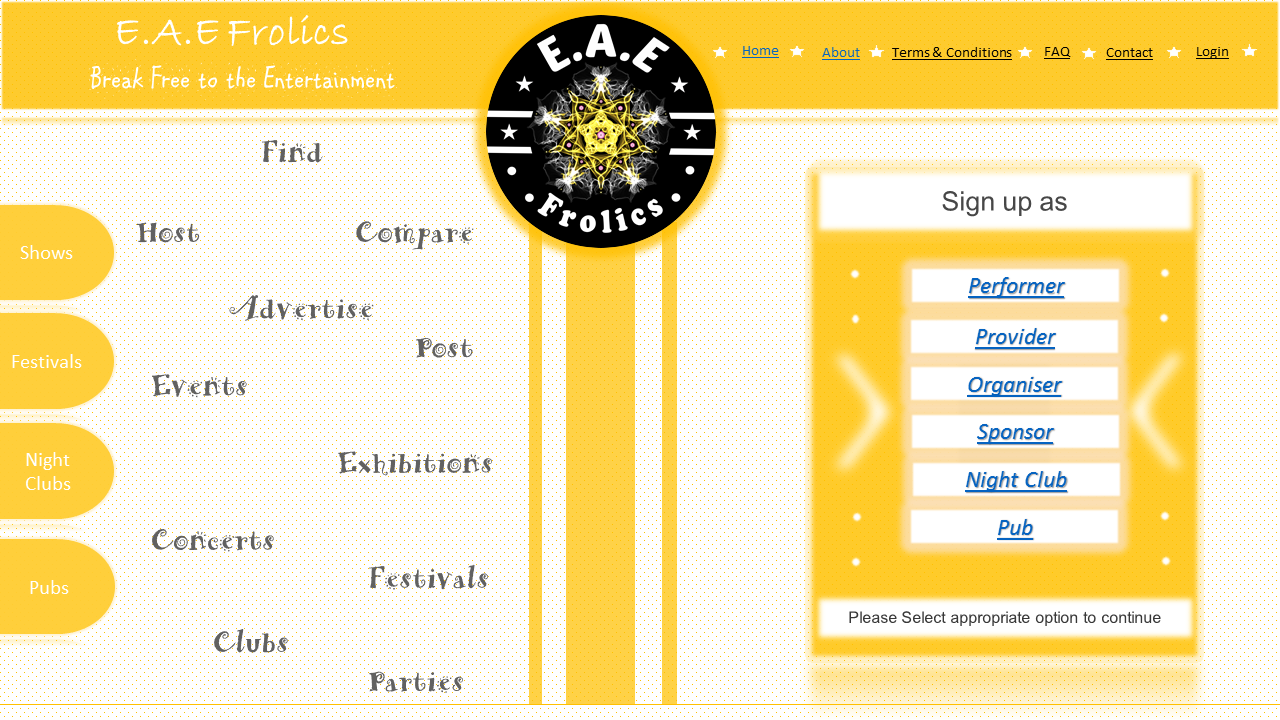 E.A.E Frolics
Break Free to the Entertainment
E.A.E
Frolics
Home
About
Terms & Conditions
FAQ
Contact
Login
Find
Host
Compare
Advertise
Post
Events
Exhibitions
Concerts
Festivals
Clubs
Parties
Shows
Festivals
Night
Clubs
Pubs
Sign up as
Performer
Provider
Organiser
Sponsor
Night Club
Pub
Please Select appropriate option to continue